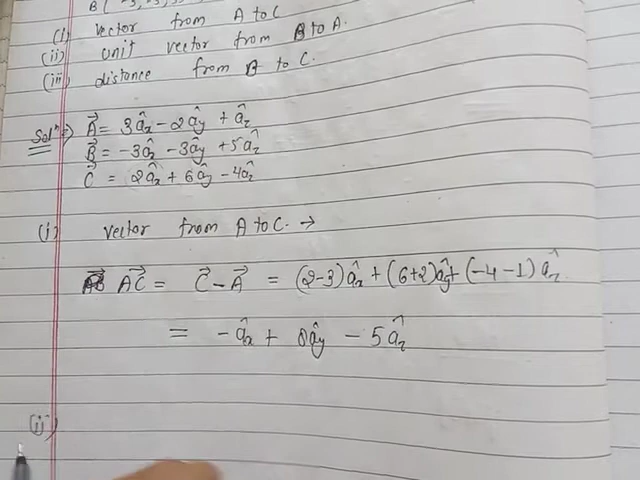 (i) vector from A to C
(ii) unit vector from B to A.
(iii) distance from B to C.
Solⁿ:→ A⃗ = 3âx - 2ây + âz
B⃗ = -3âx - 3ây + 5âz
C⃗ = 2âx + 6ây - 4âz
(i) vector from A to C. →
AC⃗ = C⃗ - A⃗ = (2-3)âx + (6+2)ây + (-4-1)âz
= -âx + 8ây - 5âz
(ii)